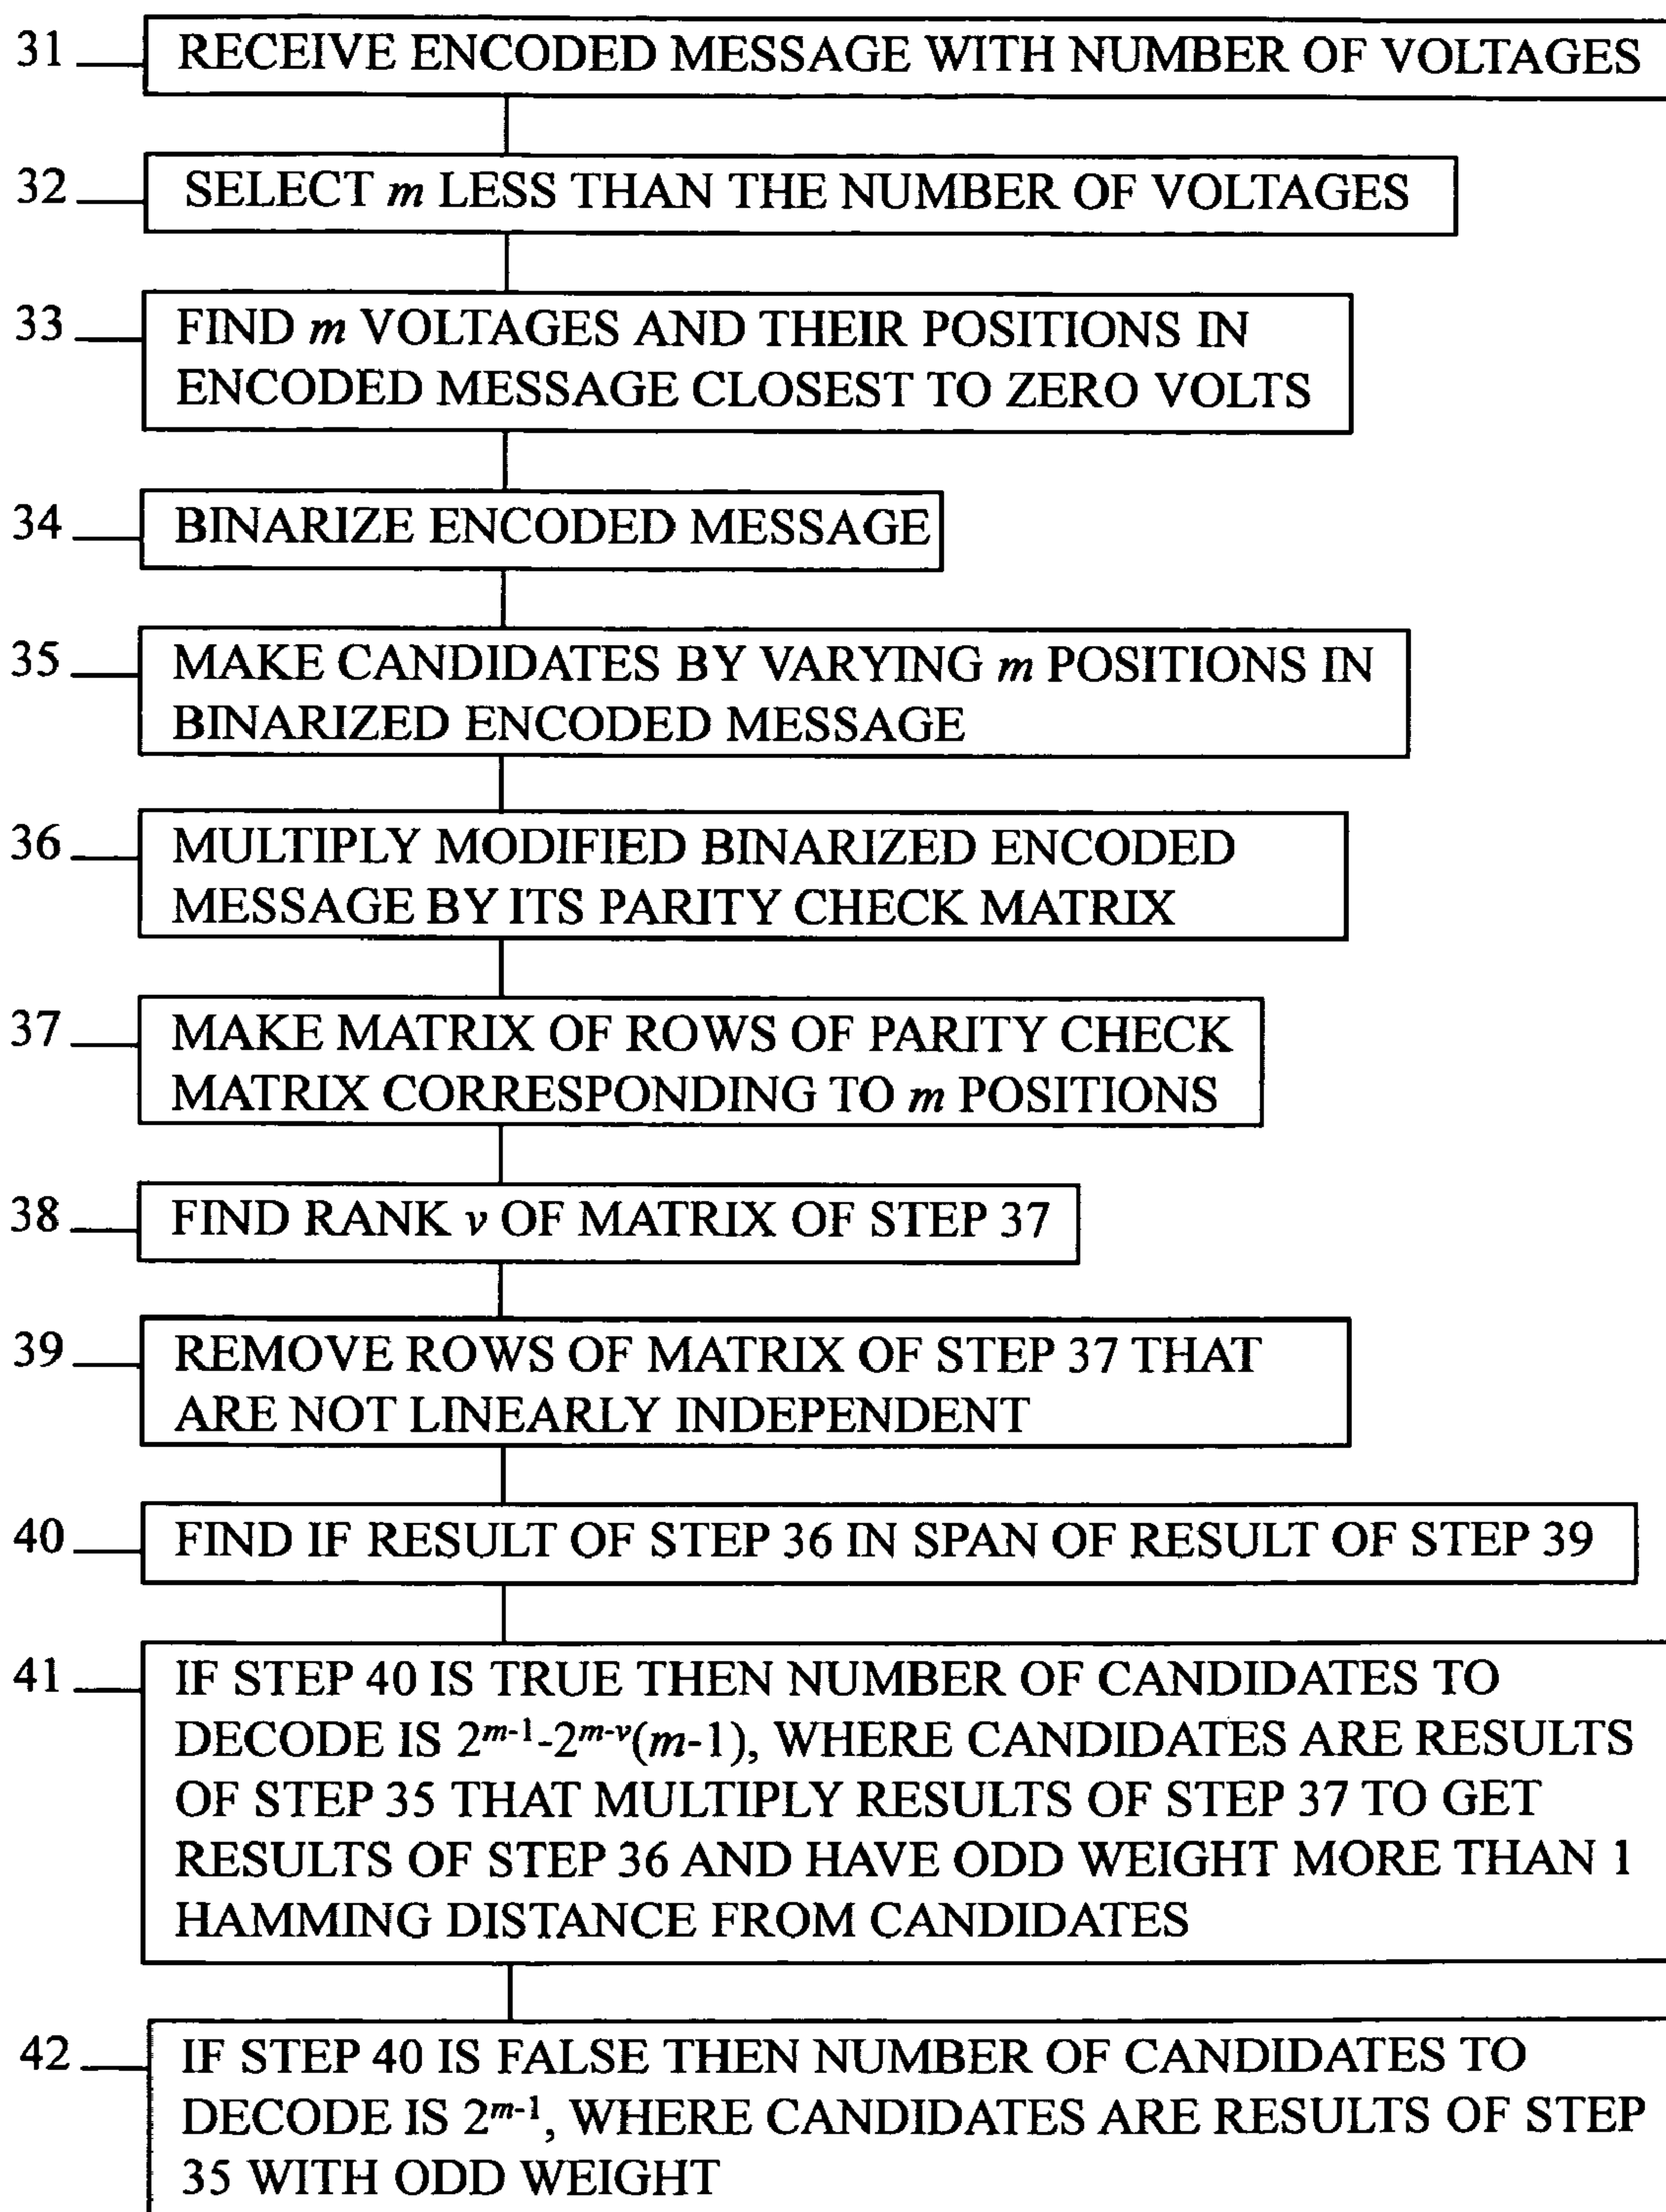 31 RECEIVE ENCODED MESSAGE WITH NUMBER OF VOLTAGES
32 SELECT m LESS THAN THE NUMBER OF VOLTAGES
33 FIND m VOLTAGES AND THEIR POSITIONS IN
ENCODED MESSAGE CLOSEST TO ZERO VOLTS
34 BINARIZE ENCODED MESSAGE
35 MAKE CANDIDATES BY VARYING m POSITIONS IN
BINARIZED ENCODED MESSAGE
36 MULTIPLY MODIFIED BINARIZED ENCODED
MESSAGE BY ITS PARITY CHECK MATRIX
37 MAKE MATRIX OF ROWS OF PARITY CHECK
MATRIX CORRESPONDING TO m POSITIONS
38 FIND RANK v OF MATRIX OF STEP 37
39 REMOVE ROWS OF MATRIX OF STEP 37 THAT
ARE NOT LINEARLY INDEPENDENT
40 FIND IF RESULT OF STEP 36 IN SPAN OF RESULT OF STEP 39
41 IF STEP 40 IS TRUE THEN NUMBER OF CANDIDATES TO
DECODE IS 2^{m-1}-2^{m-v}(m-1), WHERE CANDIDATES ARE RESULTS
OF STEP 35 THAT MULTIPLY RESULTS OF STEP 37 TO GET
RESULTS OF STEP 36 AND HAVE ODD WEIGHT MORE THAN 1
HAMMING DISTANCE FROM CANDIDATES
42 IF STEP 40 IS FALSE THEN NUMBER OF CANDIDATES TO
DECODE IS 2^{m-1}, WHERE CANDIDATES ARE RESULTS OF STEP
35 WITH ODD WEIGHT